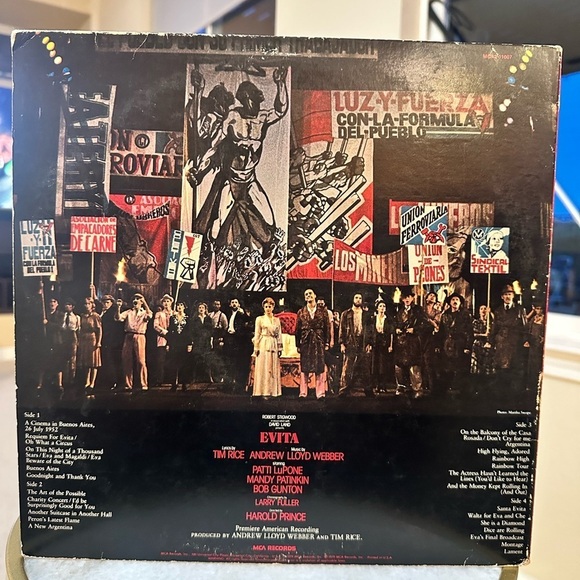 MCA2-11007
LUZ-Y-FUERZA
CON-LA-FORMULA
DEL-PUEBLO
FERROVIARI
ASOCIACION DE
EMPACADORES
DE CARNE
LUZ
Y
FUERZA
UNION
FERROVIARIA
UNION
DE
PEONES
LOS MIN
SINDICAL
TEXTIL
Photo: Martha Swope
Side 1
A Cinema in Buenos Aires,
26 July 1952
Requiem For Evita/
Oh What a Circus
On This Night of a Thousand
Stars/Eva and Magaldi/Eva
Beware of the City
Buenos Aires
Goodnight and Thank You
Side 2
The Art of the Possible
Charity Concert/I'd be
Surprisingly Good for You
Another Suitcase in Another Hall
Peron's Latest Flame
A New Argentina
ROBERT STIGWOOD
DAVID LAND
EVITA
Lyrics by Music by
TIM RICE ANDREW LLOYD WEBBER
starring
PATTI LuPONE
MANDY PATINKIN
BOB GUNTON
LARRY FULLER
HAROLD PRINCE
Premiere American Recording
PRODUCED BY ANDREW LLOYD WEBBER AND TIM RICE.
MCA RECORDS
Side 3
On the Balcony of the Casa
Rosada/Don't Cry for me
Argentina
High Flying, Adored
Rainbow High
Rainbow Tour
The Actress Hasn't Learned the
Lines (You'd Like to Hear)
And the Money Kept Rolling In
(And Out)
Side 4
Santa Evita
Waltz for Eva and Che
She is a Diamond
Dice are Rolling
Eva's Final Broadcast
Montage
Lament